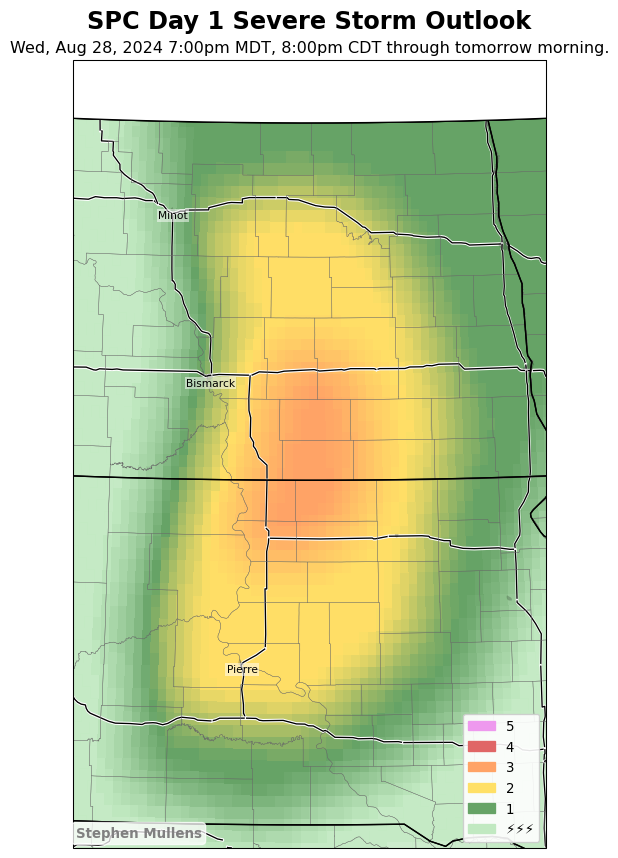 SPC Day 1 Severe Storm Outlook
Wed, Aug 28, 2024 7:00pm MDT, 8:00pm CDT through tomorrow morning.
Minot
Bismarck
Pierre
5
4
3
2
1
⚡⚡⚡
Stephen Mullens